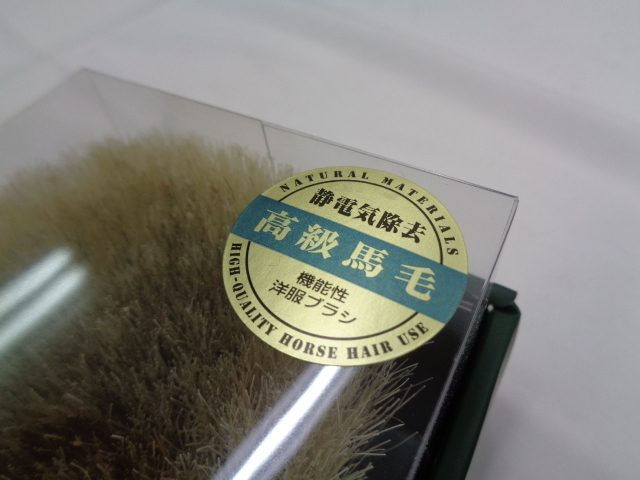 NATURAL MATERIALS
静電気除去
高級馬毛
機能性
洋服ブラシ
HIGH-QUALITY HORSE HAIR USE